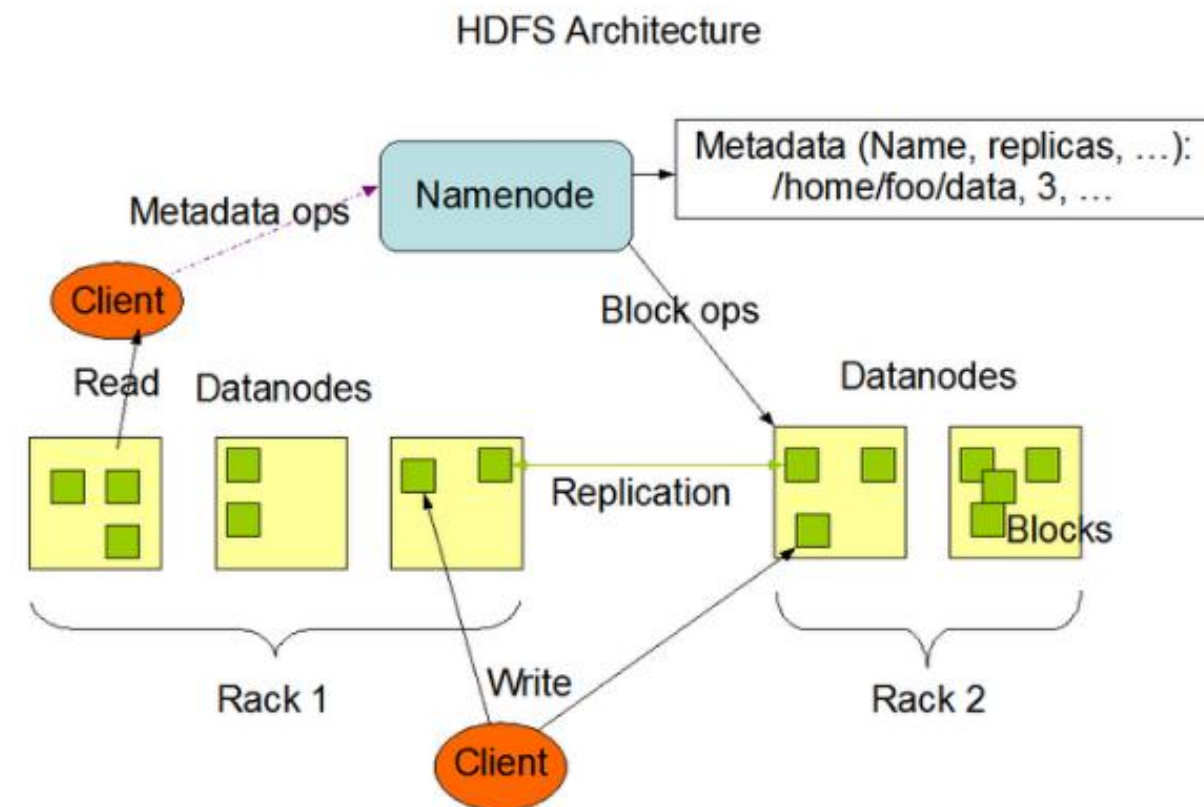 HDFS Architecture
Metadata (Name, replicas, …):
/home/foo/data, 3, …
Namenode
Metadata ops
Client
Block ops
Read
Datanodes
Datanodes
Replication
Blocks
Rack 1
Write
Rack 2
Client